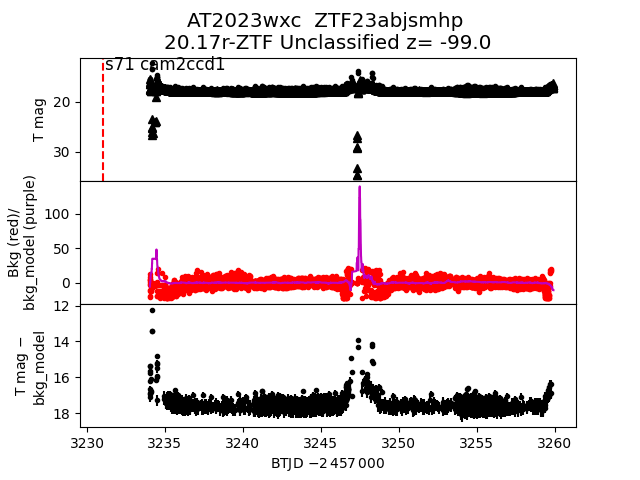 AT2023wxc  ZTF23abjsmhp
20.17r-ZTF Unclassified z= -99.0
s71 cam2ccd1
T mag
20
30
Bkg (red)/
bkg_model (purple)
100
50
0
T mag −
bkg_model
12
14
16
18
3230 3235 3240 3245 3250 3255 3260
BTJD −2 457 000